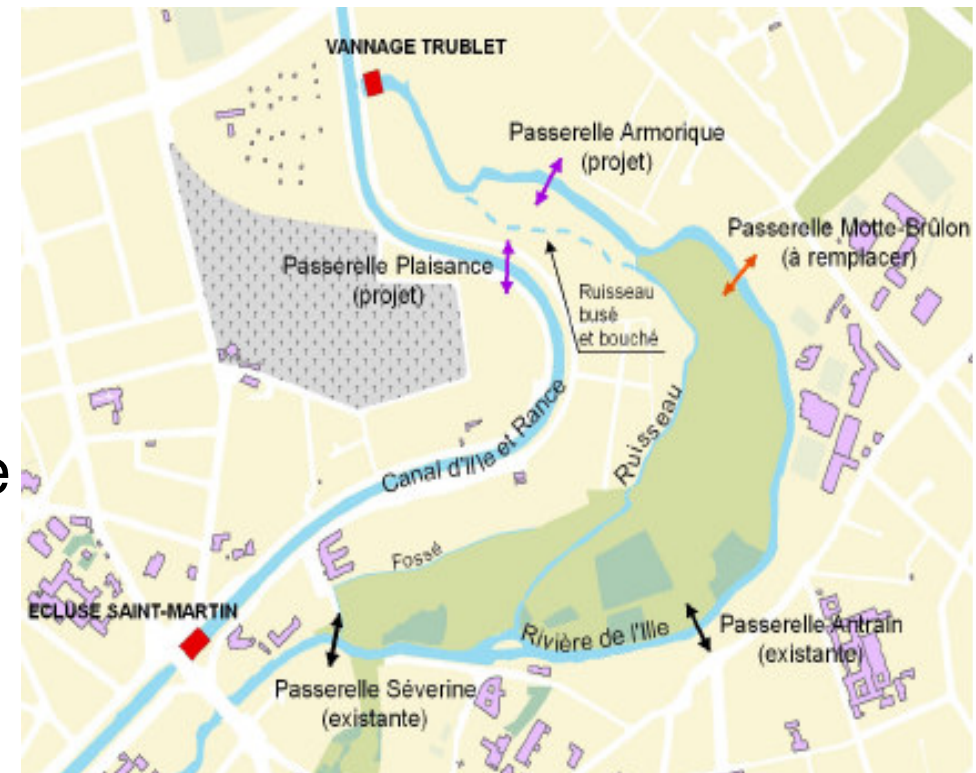 VANNAGE TRUBLET
Passerelle Armorique
(projet)
Passerelle Motte-Brûlon
(à remplacer)
Passerelle Plaisance
(projet)
Ruisseau
busé
et bouché
Ruisseau
Canal d'Ille et Rance
e
Fossé
ECLUSE SAINT-MARTIN
Rivière de l'Ille
Passerelle Antrain
(existante)
Passerelle Séverine
(existante)